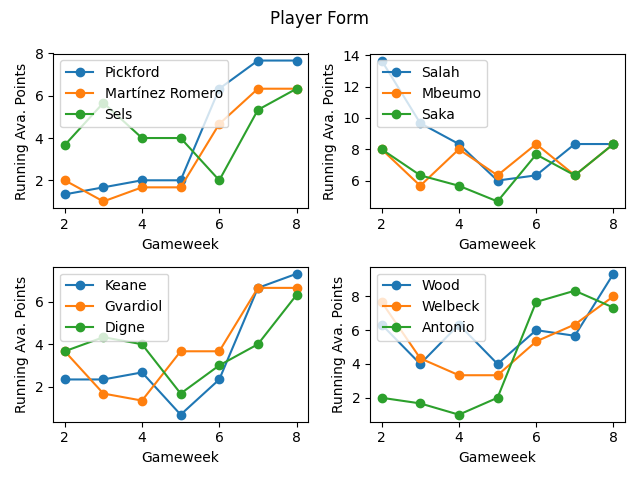 Player Form
8
6
4
2
Running Ava. Points
Pickford
Martínez Romero
Sels
2
4
6
8
Gameweek
14
12
10
8
6
Running Ava. Points
Salah
Mbeumo
Saka
2
4
6
8
Gameweek
6
4
2
Running Ava. Points
Keane
Gvardiol
Digne
2
4
6
8
Gameweek
8
6
4
2
Running Ava. Points
Wood
Welbeck
Antonio
2
4
6
8
Gameweek